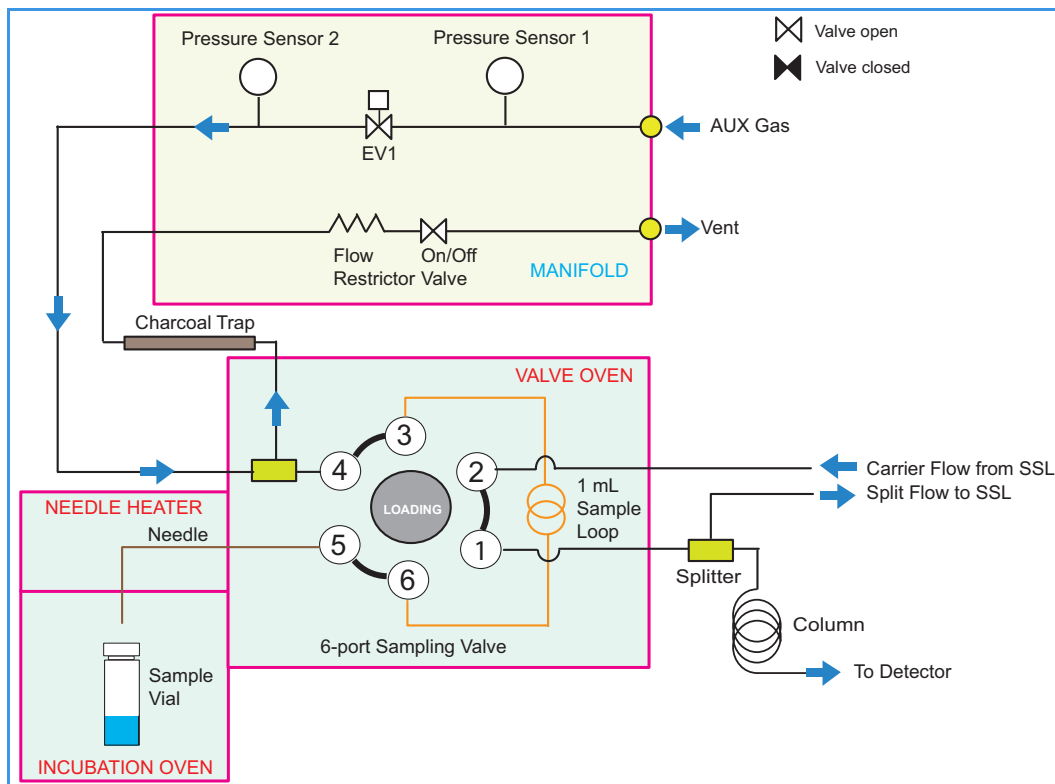 Pressure Sensor 2
Pressure Sensor 1
Valve open
Valve closed
AUX Gas
EV1
Vent
Flow
Restrictor
On/Off
Valve
MANIFOLD
Charcoal Trap
VALVE OVEN
3
4
2
LOADING
1 mL
Sample
Loop
Carrier Flow from SSL
Split Flow to SSL
NEEDLE HEATER
Needle
5
1
6
Splitter
Column
6-port Sampling Valve
To Detector
Sample
Vial
INCUBATION OVEN